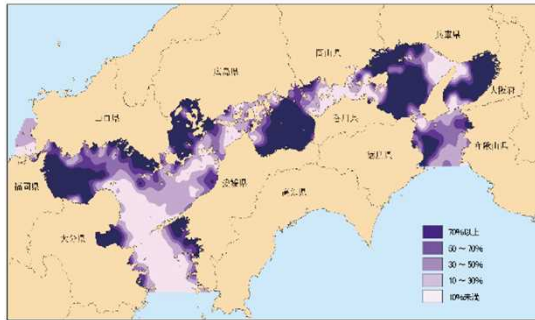 兵庫県
岡山県
広島県
大阪府
山口県
香川県
徳島県
和歌山県
愛媛県
福岡県
高知県
大分県
70%以上
50～70%
30～50%
10～30%
10%未満